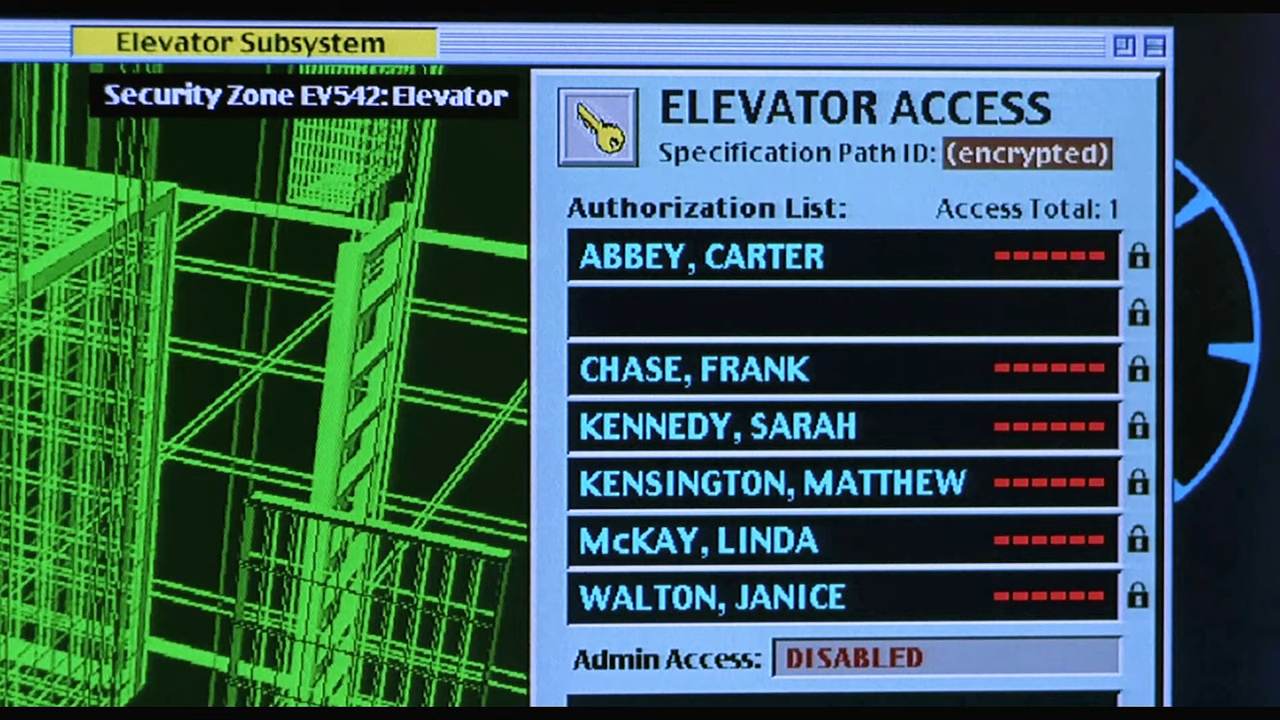 Elevator Subsystem
Security Zone EV542: Elevator
ELEVATOR ACCESS
Specification Path ID: (encrypted)
Authorization List: Access Total: 1
ABBEY, CARTER ------
CHASE, FRANK ------
KENNEDY, SARAH ------
KENSINGTON, MATTHEW ------
McKAY, LINDA ------
WALTON, JANICE ------
Admin Access: DISABLED